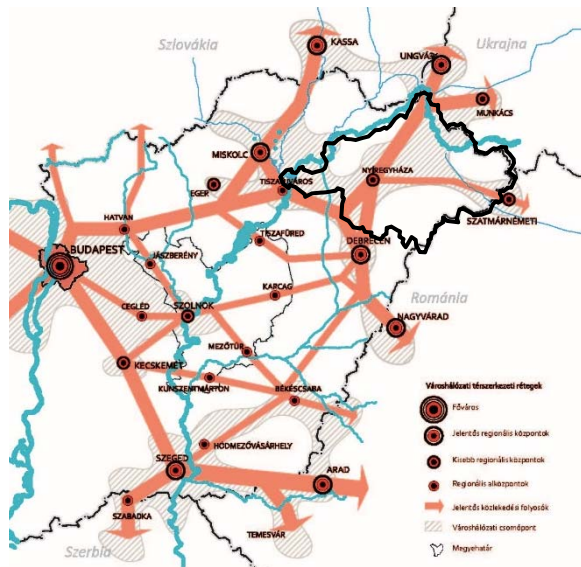 Szlovákia
KASSA
UNGVÁR
Ukrajna
MUNKÁCS
MISKOLC
EGER
TISZAÚJVÁROS
NYÍREGYHÁZA
SZATMÁRNÉMETI
HATVAN
BUDAPEST
JÁSZBERÉNY
TISZAFÜRED
DEBRECEN
CEGLÉD
SZOLNOK
KARCAG
Románia
NAGYVÁRAD
MEZŐTÚR
KECSKEMÉT
KUNSZENTMÁRTON
BÉKÉSCSABA
HÓDMEZŐVÁSÁRHELY
SZEGED
ARAD
SZABADKA
TEMESVÁR
Szerbia
Városhálózati térszerkezeti rétegek
Főváros
Jelentős regionális központok
Kisebb regionális központok
Regionális alközpontok
Jelentős közlekedési folyosók
Városhálózati csomópont
Megyehatár